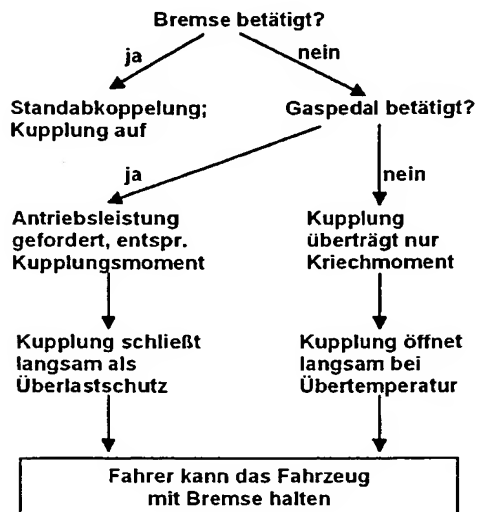 Bremse betätigt?
ja
nein
Standabkoppelung;
Kupplung auf
Gaspedal betätigt?
ja
nein
Antriebsleistung
gefordert, entspr.
Kupplungsmoment
Kupplung
überträgt nur
Kriechmoment
Kupplung schließt
langsam als
Überlastschutz
Kupplung öffnet
langsam bei
Übertemperatur
Fahrer kann das Fahrzeug
mit Bremse halten